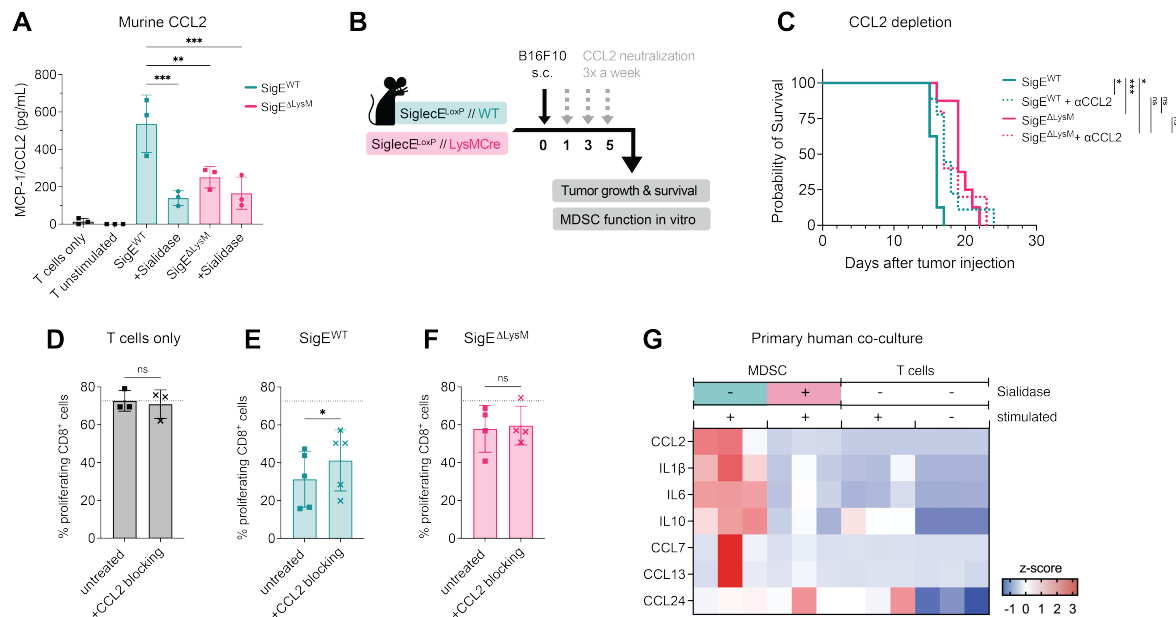 A
Murine CCL2
MCP-1/CCL2 (pg/mL)
800
600
400
200
0
***
**
***
SigE^WT
SigE^ΔLysM
T cells only
T unstimulated
SigE^WT
+Sialidase
SigE^ΔLysM
+Sialidase
B
B16F10
s.c.
CCL2 neutralization
3x a week
SiglecE^LoxP // WT
SiglecE^LoxP // LysMCre
0 1 3 5
Tumor growth & survival
MDSC function in vitro
C
CCL2 depletion
Probability of Survival
100
75
50
25
0
0 10 20 30
Days after tumor injection
SigE^WT
SigE^WT + αCCL2
SigE^ΔLysM
SigE^ΔLysM + αCCL2
*
***
*
ns
ns
D
T cells only
% proliferating CD8+ cells
80
60
40
20
0
ns
untreated
+CCL2 blocking
E
SigE^WT
% proliferating CD8+ cells
80
60
40
20
0
*
untreated
+CCL2 blocking
F
SigE^ΔLysM
% proliferating CD8+ cells
80
60
40
20
0
ns
untreated
+CCL2 blocking
G
Primary human co-culture
MDSC T cells
- + - - Sialidase
+ + + - stimulated
CCL2
IL1β
IL6
IL10
CCL7
CCL13
CCL24
z-score
-1 0 1 2 3